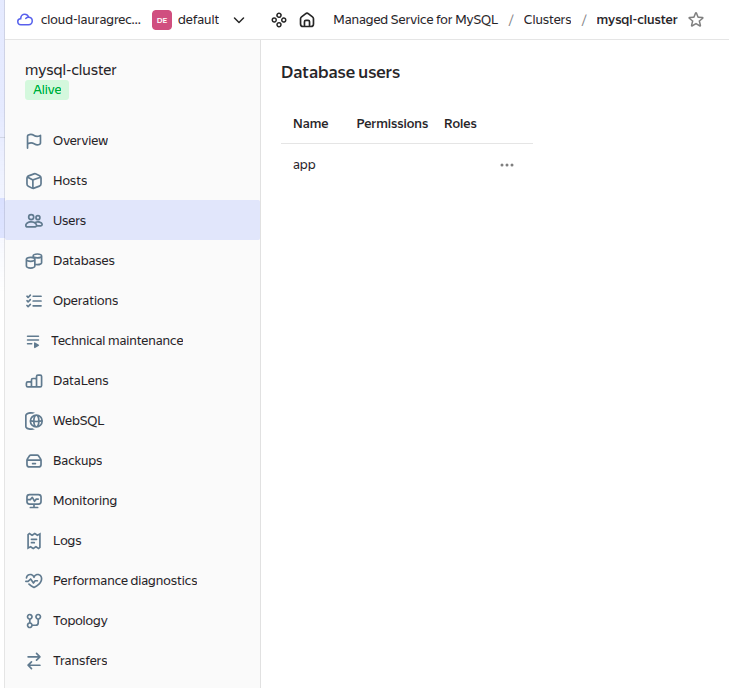 cloud-lauragrec... DE default Managed Service for MySQL / Clusters / mysql-cluster
mysql-cluster
Alive
Overview
Hosts
Users
Databases
Operations
Technical maintenance
DataLens
WebSQL
Backups
Monitoring
Logs
Performance diagnostics
Topology
Transfers
Database users
Name Permissions Roles
app